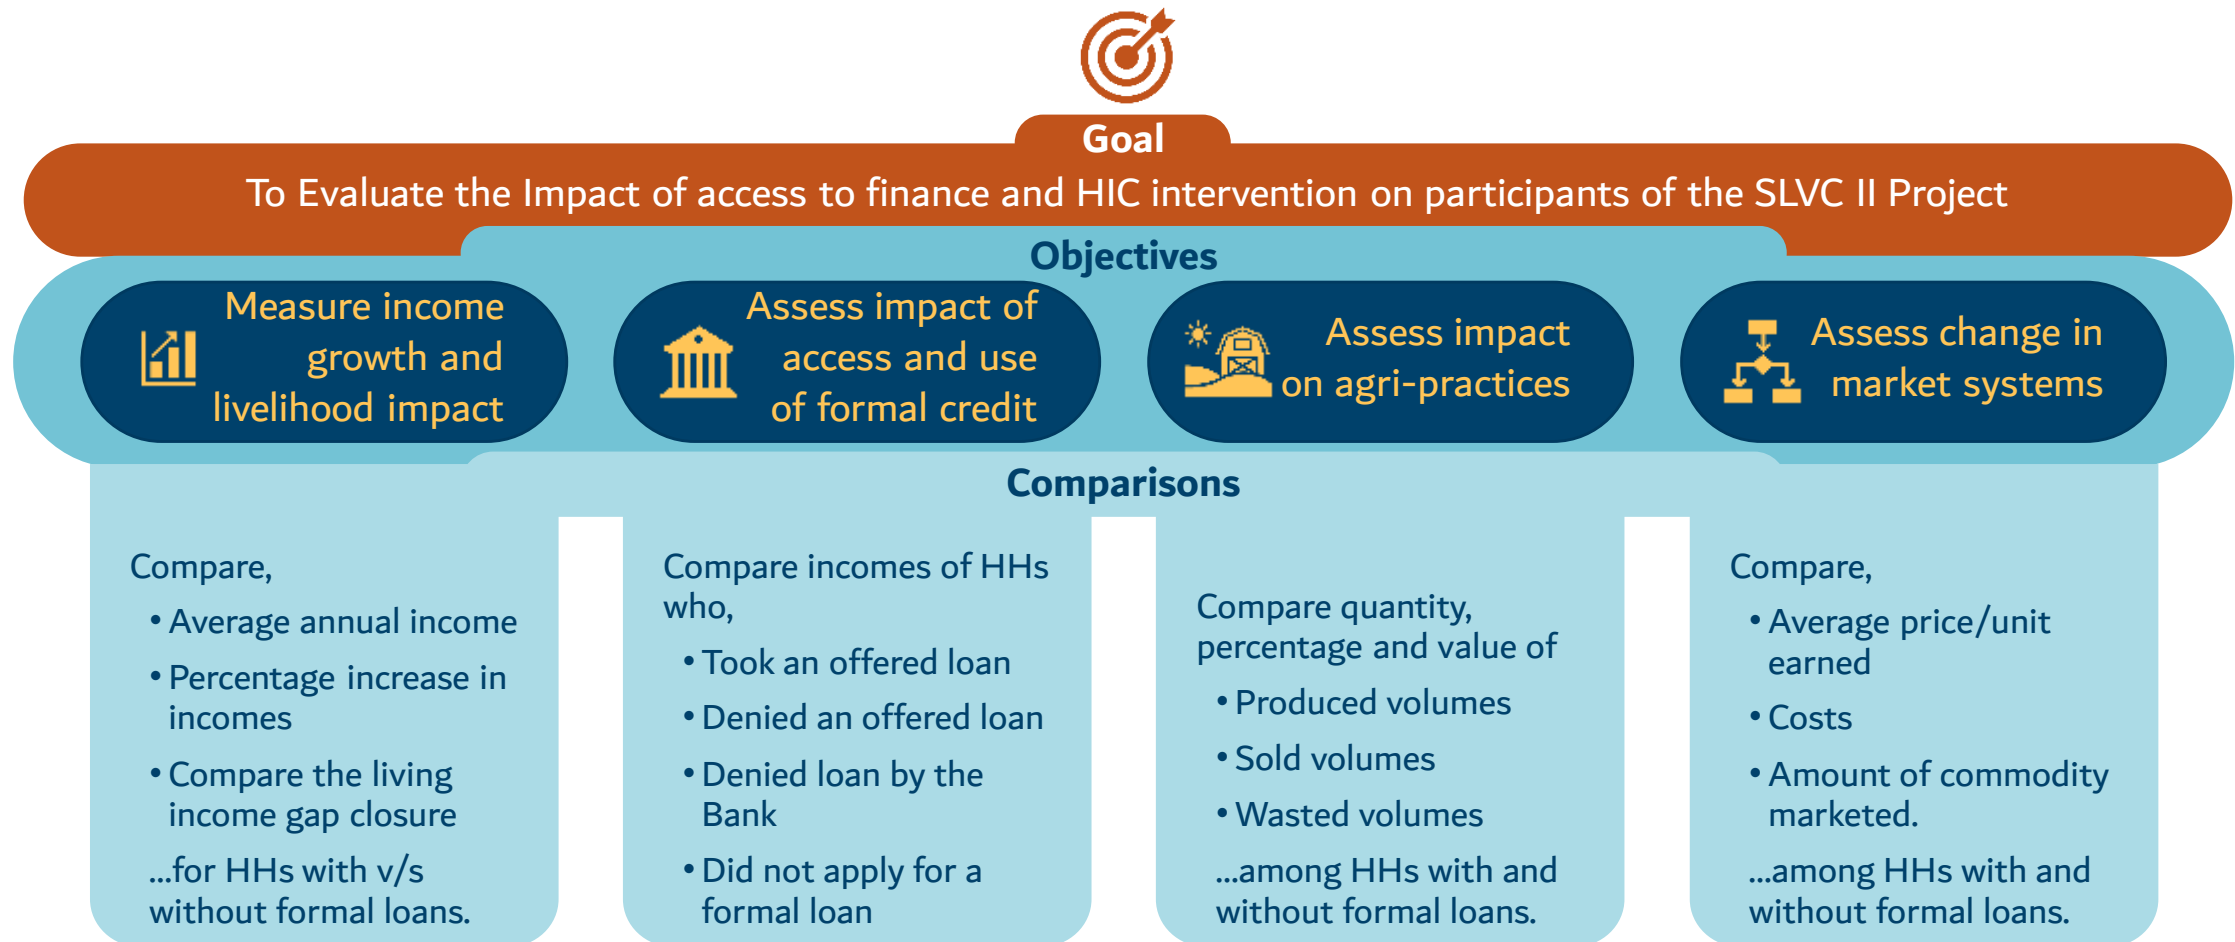 Goal
To Evaluate the Impact of access to finance and HIC intervention on participants of the SLVC II Project
Objectives
Measure income
growth and
livelihood impact
Assess impact of
access and use
of formal credit
Assess impact
on agri-practices
Assess change in
market systems
Comparisons
Compare,
• Average annual income
• Percentage increase in
incomes
• Compare the living
income gap closure
...for HHs with v/s
without formal loans.
Compare incomes of HHs
who,
• Took an offered loan
• Denied an offered loan
• Denied loan by the
Bank
• Did not apply for a
formal loan
Compare quantity,
percentage and value of
• Produced volumes
• Sold volumes
• Wasted volumes
...among HHs with and
without formal loans.
Compare,
• Average price/unit
earned
• Costs
• Amount of commodity
marketed.
...among HHs with and
without formal loans.